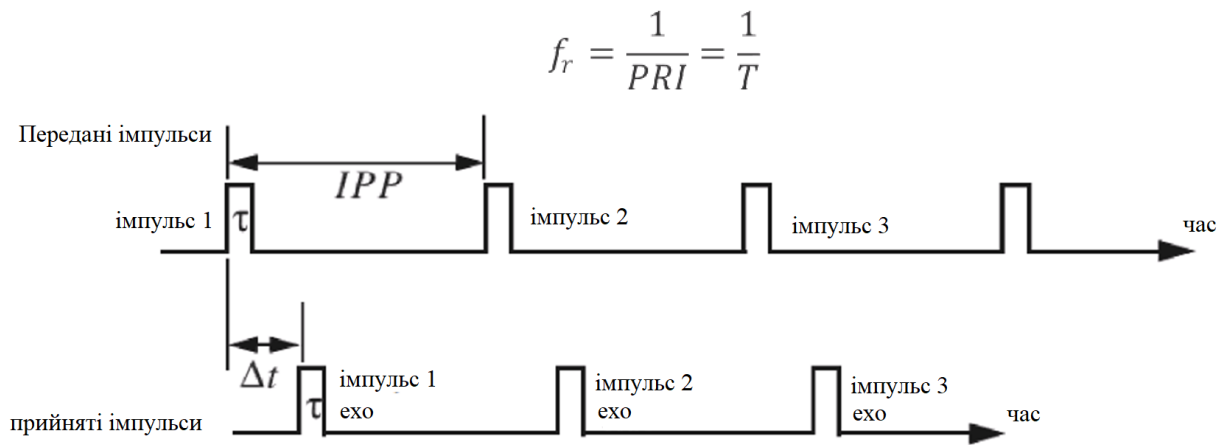 f_r = 1/PRI = 1/T
Передані імпульси
IPP
імпульс 1 τ імпульс 2 імпульс 3 час
Δt
τ імпульс 1 імпульс 2 імпульс 3
ехо ехо ехо
прийняті імпульси час